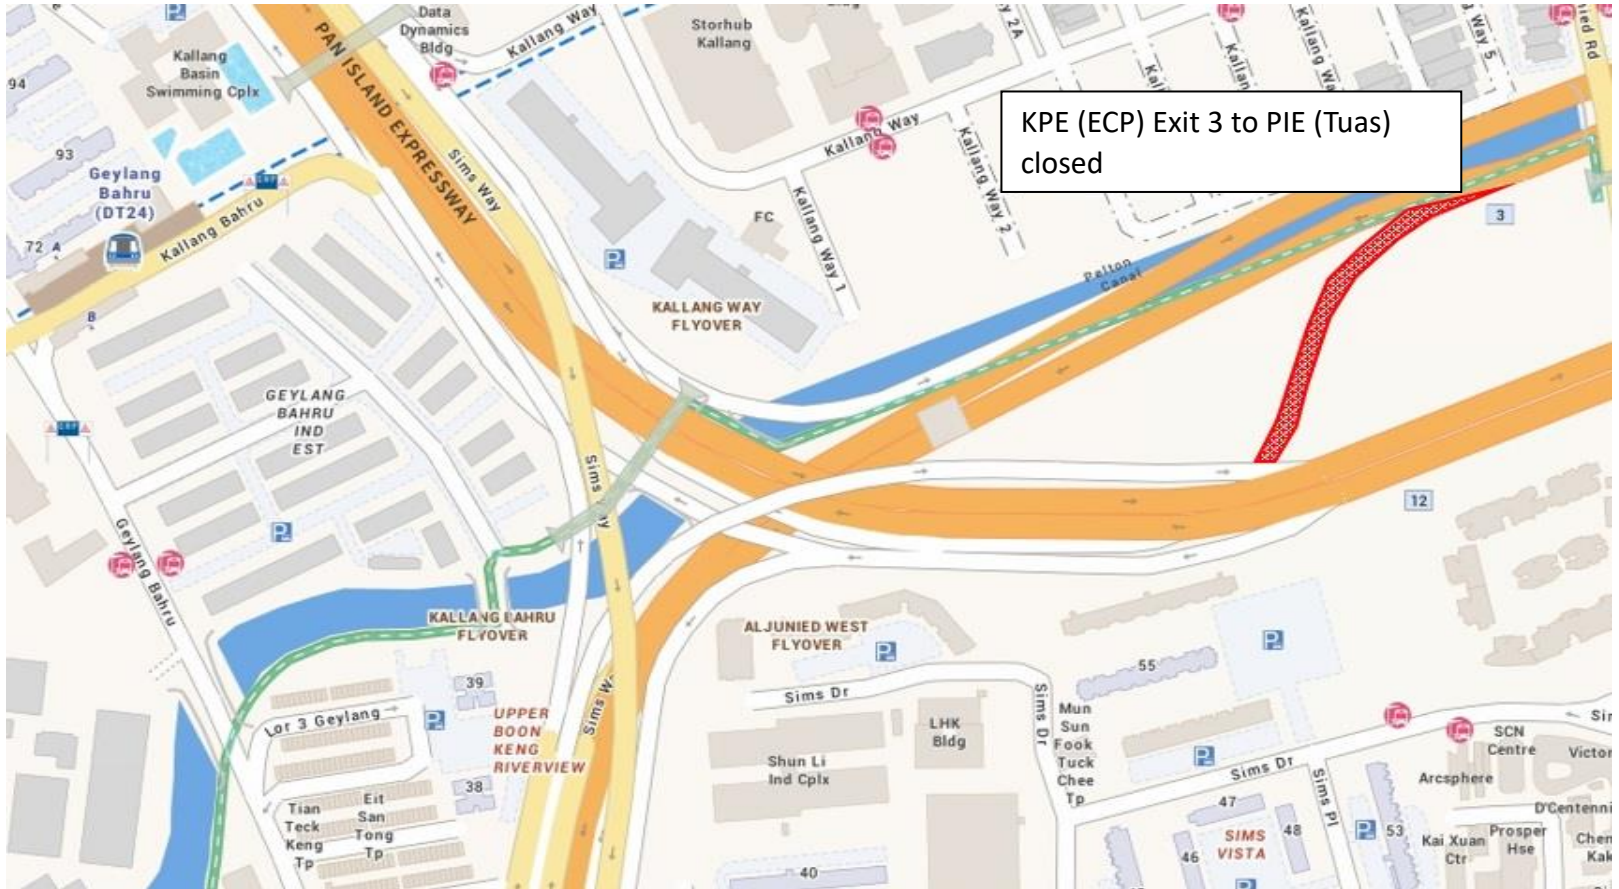 KPE (ECP) Exit 3 to PIE (Tuas)
closed
PAN ISLAND EXPRESSWAY
Data
Dynamics
Bldg
Kallang Way
Storhub
Kallang
Kallang
Basin
Swimming Cplx
94
93
Geylang
Bahru
(DT24)
72
A
B
Kallang Bahru
Sims Way
Kallang Way
Kallang Way 1
Kallang Way 2
FC
KALLANG WAY
FLYOVER
Pelton
Canal
3
12
GEYLANG
BAHRU
IND
EST
Geylang Bahru
KALLANG BAHRU
FLYOVER
ALJUNIED WEST
FLYOVER
Lor 3 Geylang
39
38
UPPER
BOON
KENG
RIVERVIEW
Tian
Teck
Keng
Tp
Eit
San
Tong
Tp
Sims Dr
Sims Dr
LHK
Bldg
Shun Li
Ind Cplx
40
Mun
Sun
Fook
Tuck
Chee
Tp
55
Sims Dr
Sims Pl
47
48
46
53
SIMS
VISTA
SCN
Centre
Arcsphere
Kai Xuan
Ctr
Prosper
Hse